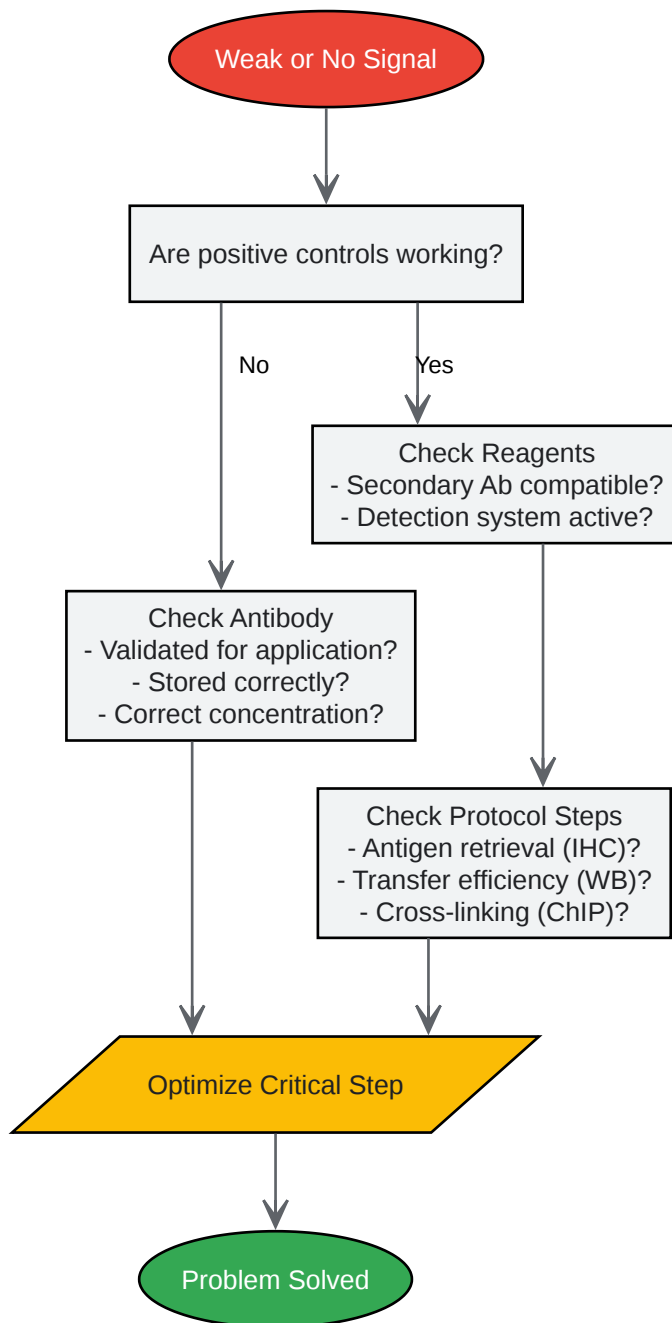 Weak or No Signal
Are positive controls working?
No
Yes
Check Reagents
- Secondary Ab compatible?
- Detection system active?
Check Antibody
- Validated for application?
- Stored correctly?
- Correct concentration?
Check Protocol Steps
- Antigen retrieval (IHC)?
- Transfer efficiency (WB)?
- Cross-linking (ChIP)?
Optimize Critical Step
Problem Solved